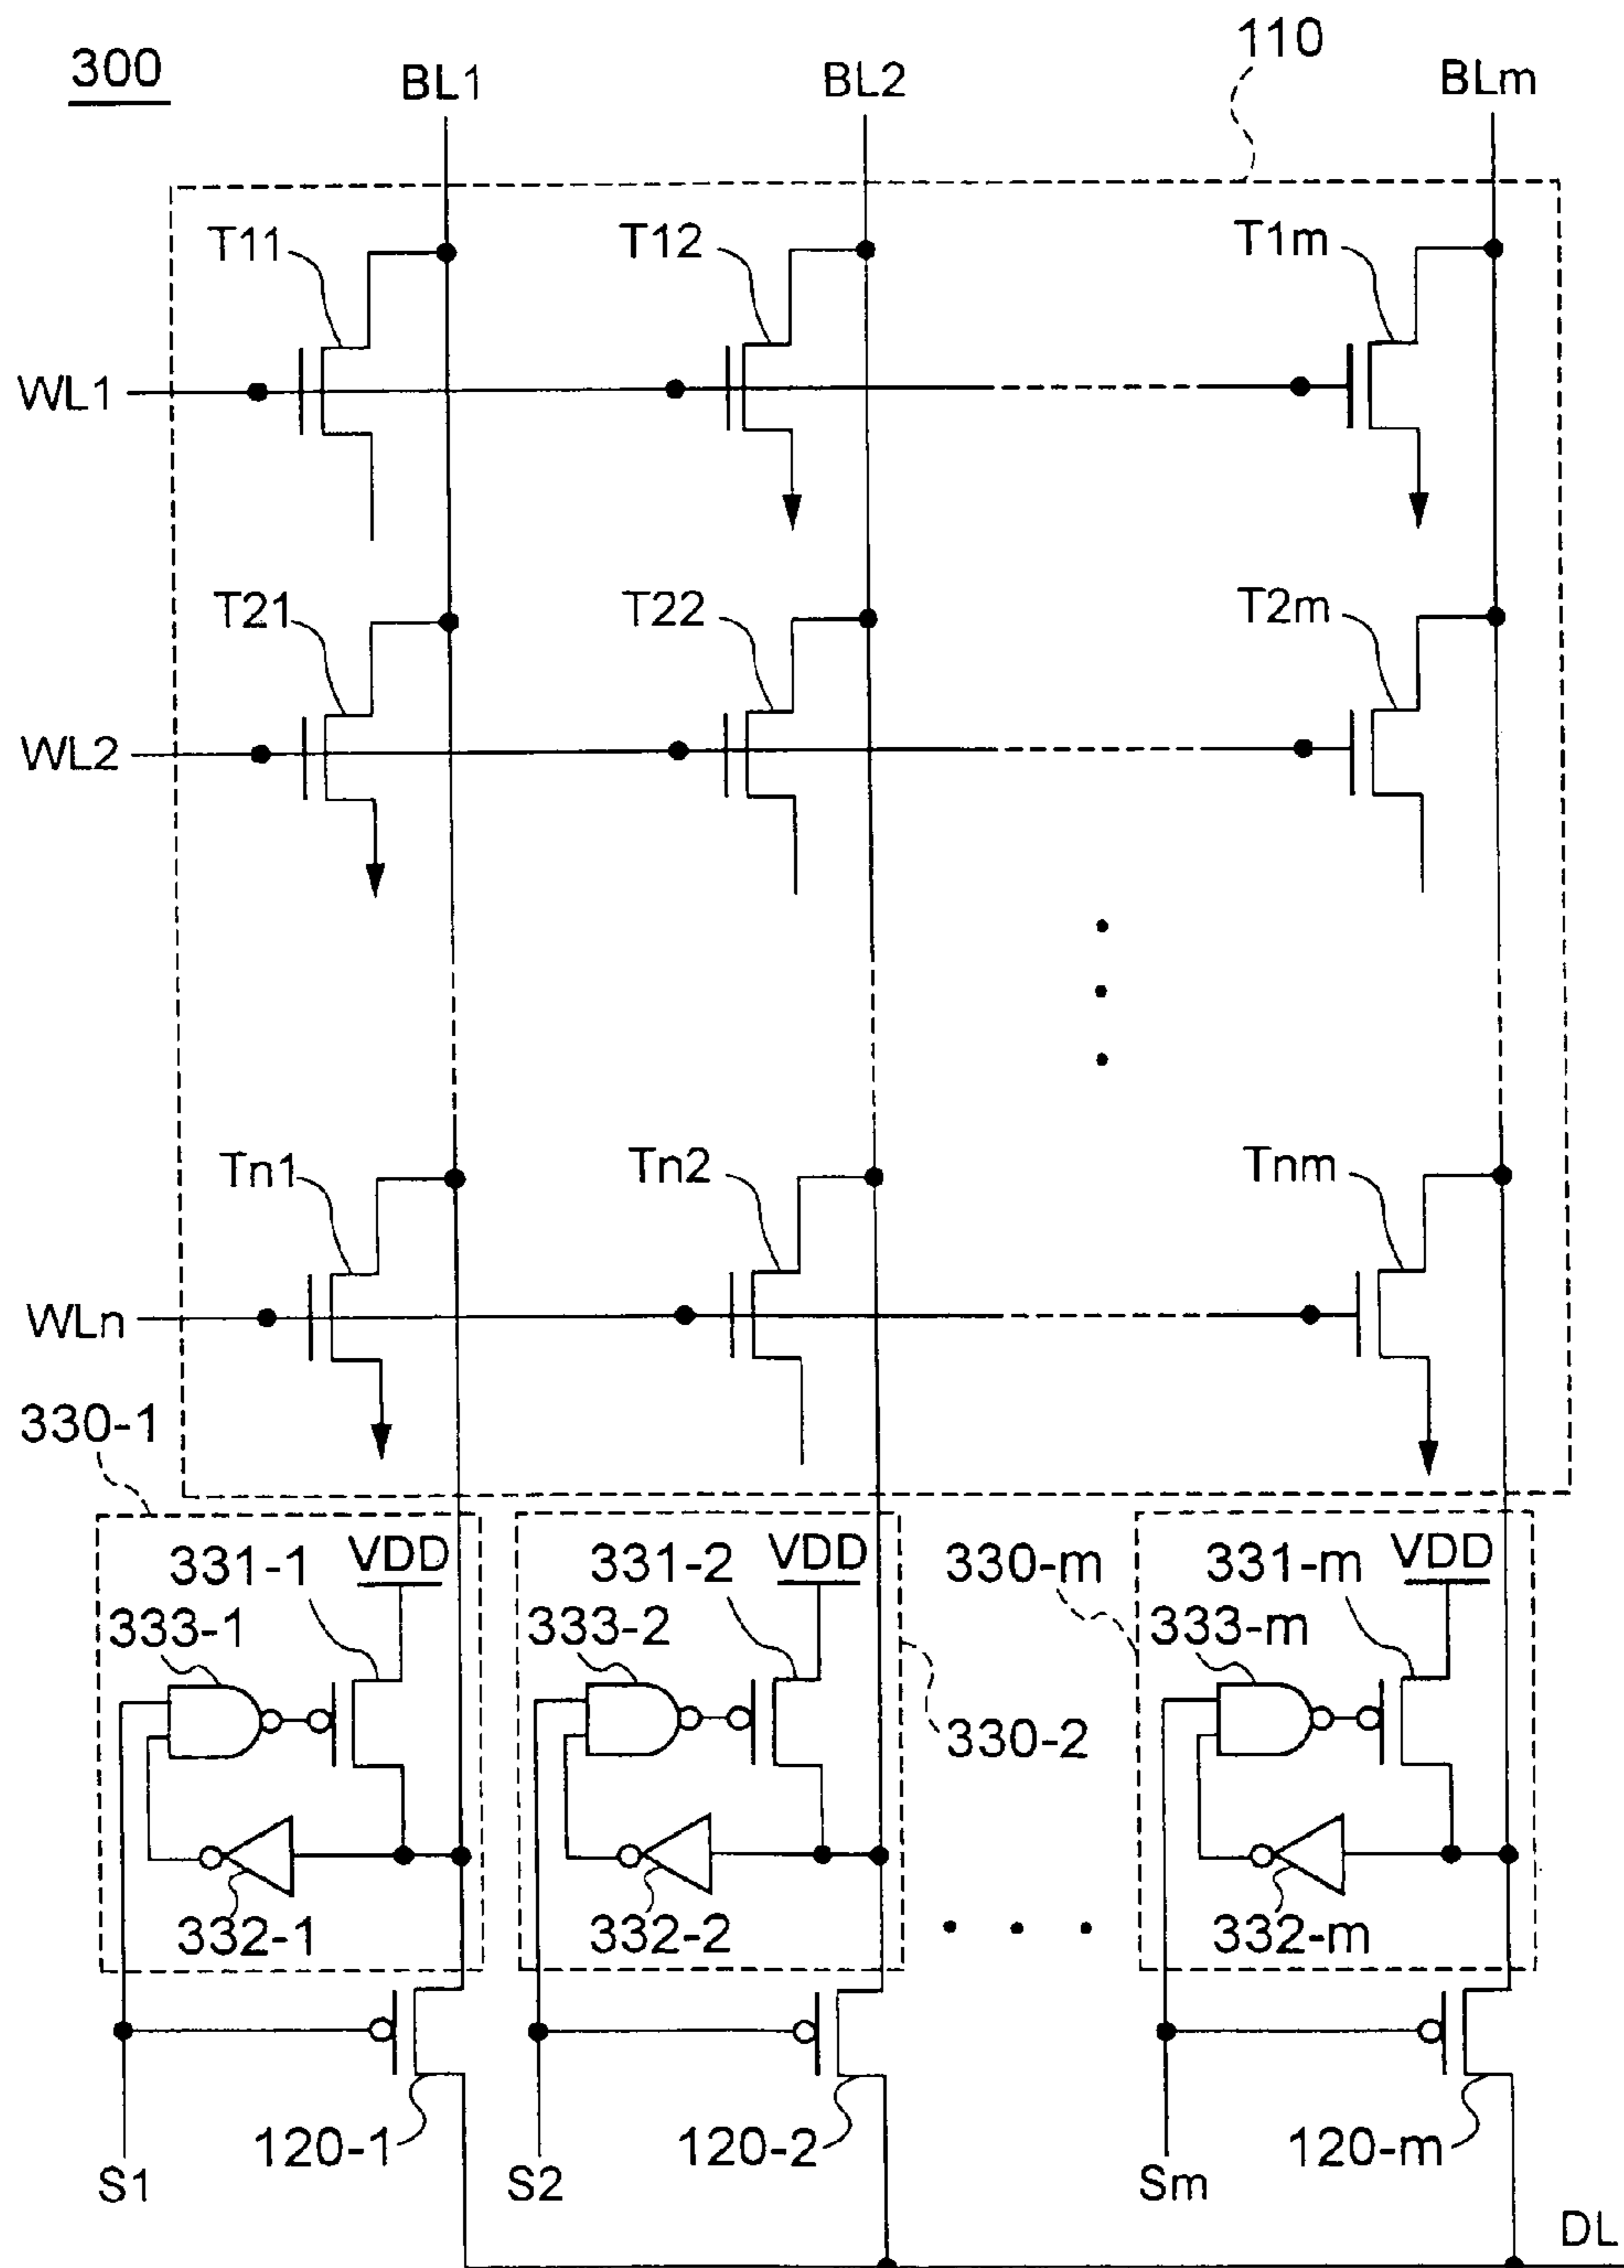 300
110
BL1
BL2
BLm
T11
T12
T1m
WL1
T21
T22
T2m
WL2
Tn1
Tn2
Tnm
WLn
330-1
331-1
VDD
331-2
VDD
330-m
331-m
VDD
333-1
333-2
333-m
330-2
332-1
332-2
332-m
120-1
120-2
120-m
S1
S2
Sm
DL